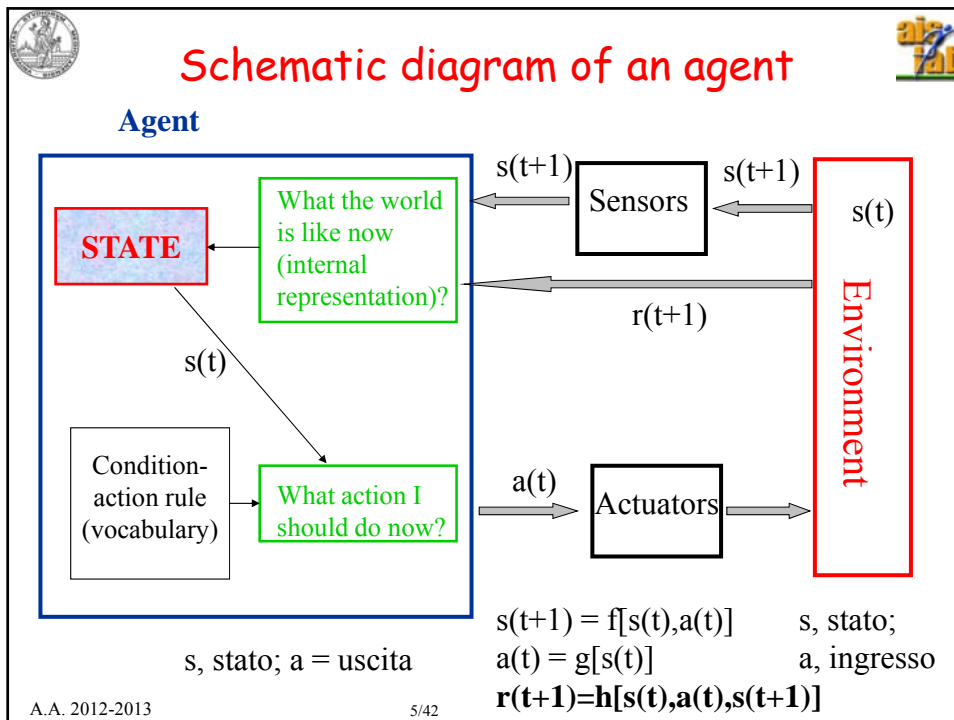 Schematic diagram of an agent
Agent
What the world
is like now
(internal
representation)?
STATE
s(t)
Condition-
action rule
(vocabulary)
What action I
should do now?
s(t+1)
Sensors
s(t+1)
s(t)
r(t+1)
Environment
a(t)
Actuators
s(t+1) = f[s(t),a(t)]
a(t) = g[s(t)]
r(t+1)=h[s(t),a(t),s(t+1)]
s, stato;
a, ingresso
s, stato; a = uscita
A.A. 2012-2013
5/42